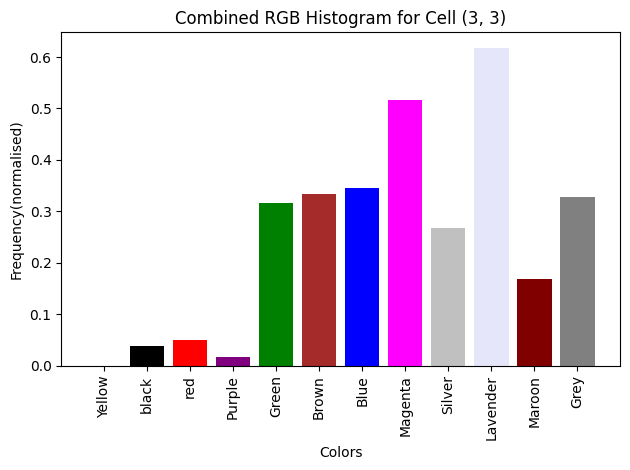 Combined RGB Histogram for Cell (3, 3)
Frequency(normalised)
0.6
0.5
0.4
0.3
0.2
0.1
0.0
Yellow
black
red
Purple
Green
Brown
Blue
Magenta
Silver
Lavender
Maroon
Grey
Colors